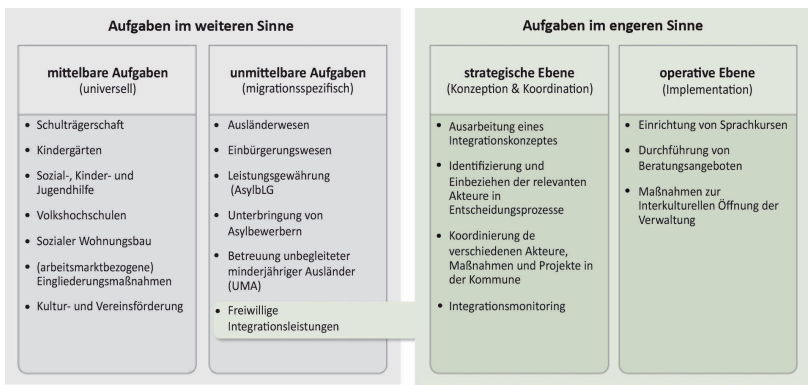 Aufgaben im weiteren Sinne
mittelbare Aufgaben
(universell)
• Schulträgerschaft
• Kindergärten
• Sozial-, Kinder- und
Jugendhilfe
• Volkshochschulen
• Sozialer Wohnungsbau
• (arbeitsmarktbezogene)
Eingliederungsmaßnahmen
• Kultur- und Vereinsförderung
unmittelbare Aufgaben
(migrationsspezifisch)
• Ausländerwesen
• Einbürgerungswesen
• Leistungsgewährung
(AsylbLG
• Unterbringung von
Asylbewerbern
• Betreuung unbegleiteter
minderjähriger Ausländer
(UMA)
• Freiwillige
Integrationsleistungen
Aufgaben im engeren Sinne
strategische Ebene
(Konzeption & Koordination)
• Ausarbeitung eines
Integrationskonzeptes
• Identifizierung und
Einbeziehen der relevanten
Akteure in
Entscheidungsprozesse
• Koordinierung de
verschiedenen Akteure,
Maßnahmen und Projekte in
der Kommune
• Integrationsmonitoring
operative Ebene
(Implementation)
• Einrichtung von Sprachkursen
• Durchführung von
Beratungsangeboten
• Maßnahmen zur
Interkulturellen Öffnung der
Verwaltung